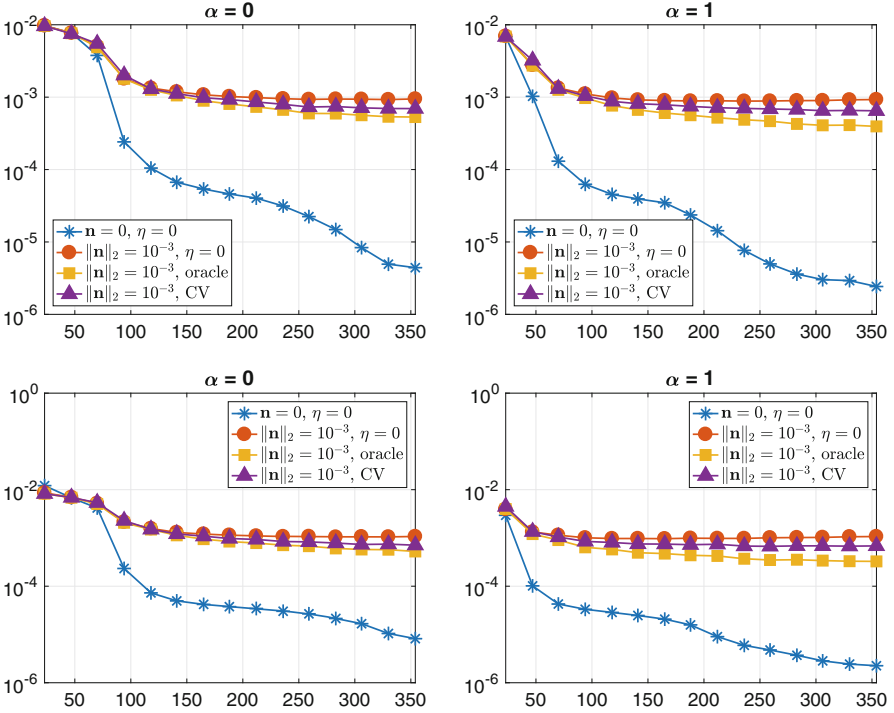 α = 0
10⁻²
10⁻³
10⁻⁴
10⁻⁵
10⁻⁶
n = 0, η = 0
‖n‖₂ = 10⁻³, η = 0
‖n‖₂ = 10⁻³, oracle
‖n‖₂ = 10⁻³, CV
50 100 150 200 250 300 350
α = 1
10⁻²
10⁻³
10⁻⁴
10⁻⁵
10⁻⁶
n = 0, η = 0
‖n‖₂ = 10⁻³, η = 0
‖n‖₂ = 10⁻³, oracle
‖n‖₂ = 10⁻³, CV
50 100 150 200 250 300 350
α = 0
10⁰
10⁻²
10⁻⁴
10⁻⁶
n = 0, η = 0
‖n‖₂ = 10⁻³, η = 0
‖n‖₂ = 10⁻³, oracle
‖n‖₂ = 10⁻³, CV
50 100 150 200 250 300 350
α = 1
10⁰
10⁻²
10⁻⁴
10⁻⁶
n = 0, η = 0
‖n‖₂ = 10⁻³, η = 0
‖n‖₂ = 10⁻³, oracle
‖n‖₂ = 10⁻³, CV
50 100 150 200 250 300 350